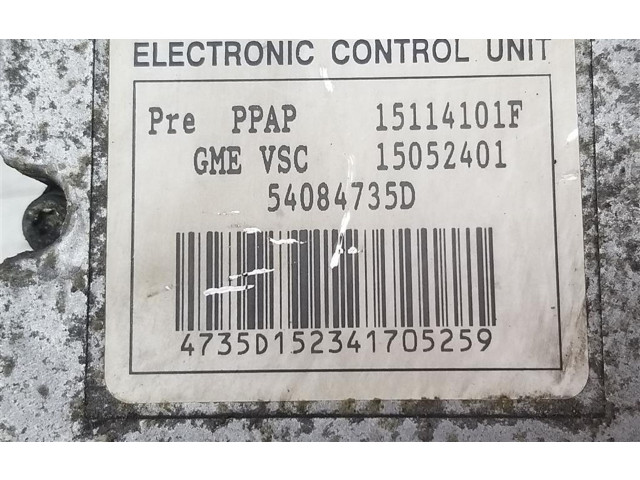 ELECTRONIC CONTROL UNIT
Pre PPAP 15114101F
GME VSC 15052401
54084735D
4735D152341705259